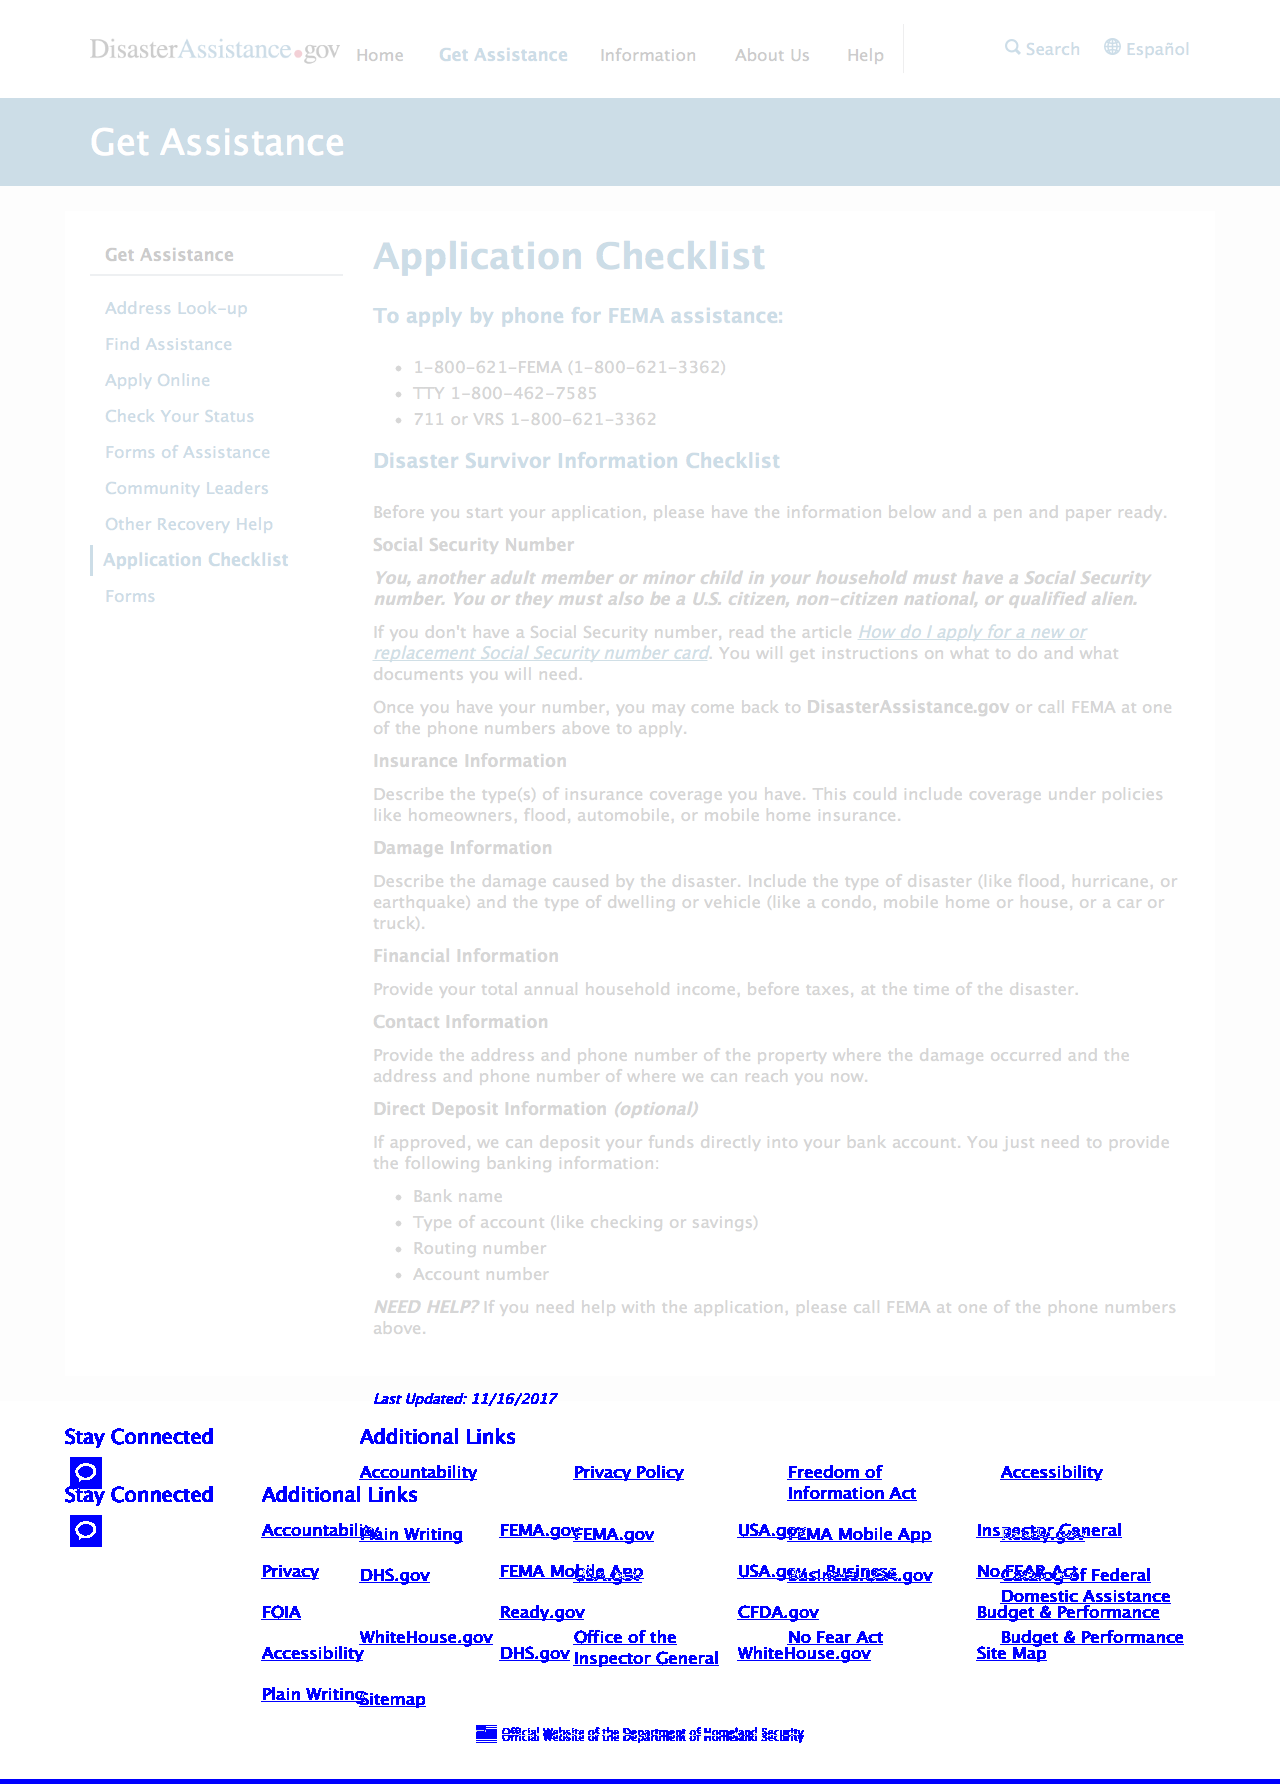 DisasterAssistance.gov Home Get Assistance Information About Us Help Search Español
Get Assistance
Get Assistance
Address Look-up
Find Assistance
Apply Online
Check Your Status
Forms of Assistance
Community Leaders
Other Recovery Help
Application Checklist
Forms
Application Checklist
To apply by phone for FEMA assistance:
• 1-800-621-FEMA (1-800-621-3362)
• TTY 1-800-462-7585
• 711 or VRS 1-800-621-3362
Disaster Survivor Information Checklist
Before you start your application, please have the information below and a pen and paper ready.
Social Security Number
You, another adult member or minor child in your household must have a Social Security
number. You or they must also be a U.S. citizen, non-citizen national, or qualified alien.
If you don't have a Social Security number, read the article How do I apply for a new or
replacement Social Security number card. You will get instructions on what to do and what
documents you will need.
Once you have your number, you may come back to DisasterAssistance.gov or call FEMA at one
of the phone numbers above to apply.
Insurance Information
Describe the type(s) of insurance coverage you have. This could include coverage under policies
like homeowners, flood, automobile, or mobile home insurance.
Damage Information
Describe the damage caused by the disaster. Include the type of disaster (like flood, hurricane, or
earthquake) and the type of dwelling or vehicle (like a condo, mobile home or house, or a car or
truck).
Financial Information
Provide your total annual household income, before taxes, at the time of the disaster.
Contact Information
Provide the address and phone number of the property where the damage occurred and the
address and phone number of where we can reach you now.
Direct Deposit Information (optional)
If approved, we can deposit your funds directly into your bank account. You just need to provide
the following banking information:
• Bank name
• Type of account (like checking or savings)
• Routing number
• Account number
NEED HELP? If you need help with the application, please call FEMA at one of the phone numbers
above.
Last Updated: 11/16/2017
Stay Connected Additional Links
Accountability Privacy Policy Freedom of Accessibility
Information Act
Stay Connected Additional Links
Accountability FEMA.gov USA.gov Inspector General
Plain Writing FEMA.gov FEMA Mobile App Ready.gov
Privacy FEMA Mobile App USA.gov - Business No FEAR Act
DHS.gov USA.gov Business.USA.gov Catalog of Federal
Domestic Assistance
FOIA Ready.gov CFDA.gov Budget & Performance
WhiteHouse.gov Office of the No Fear Act Budget & Performance
Inspector General
Accessibility DHS.gov WhiteHouse.gov Site Map
Plain Writing
Sitemap
Official Website of the Department of Homeland Security
Official Website of the Department of Homeland Security